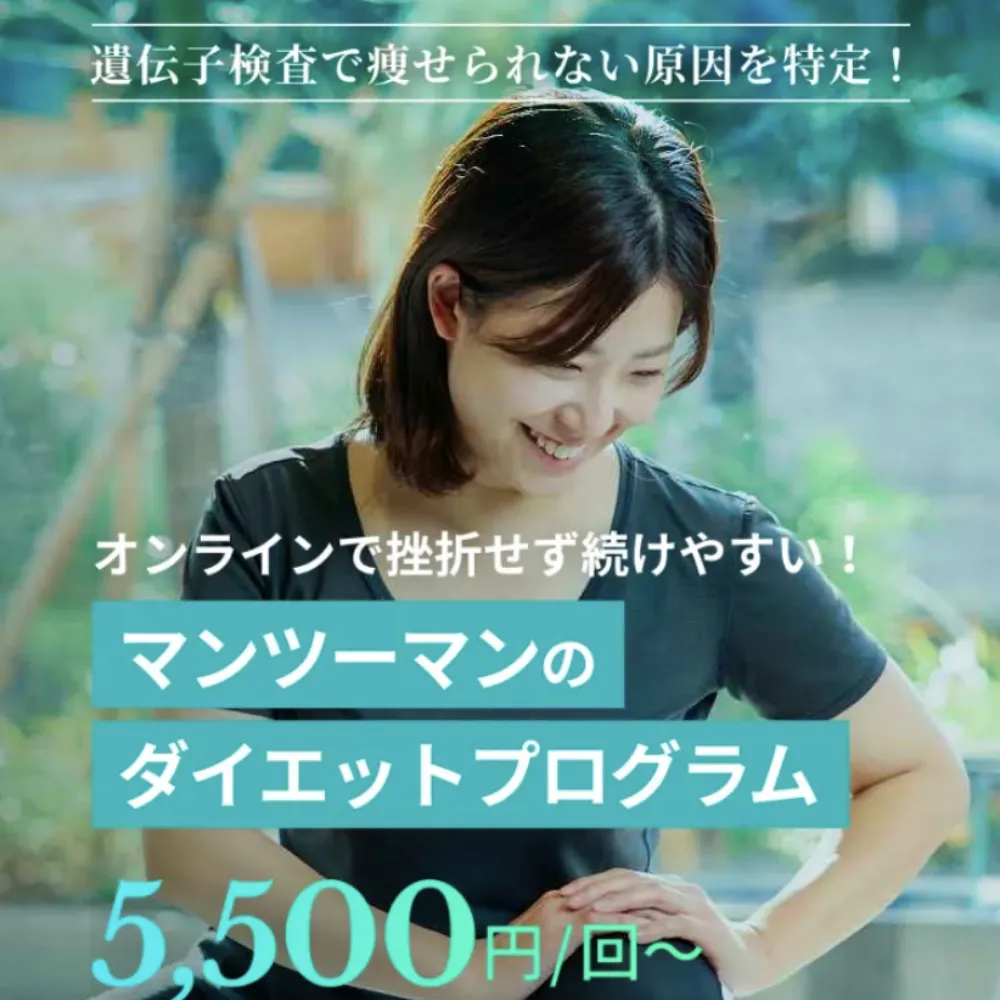 遺伝子検査で痩せられない原因を特定！
オンラインで挫折せず続けやすい！
マンツーマンの
ダイエットプログラム
5,500円/回～